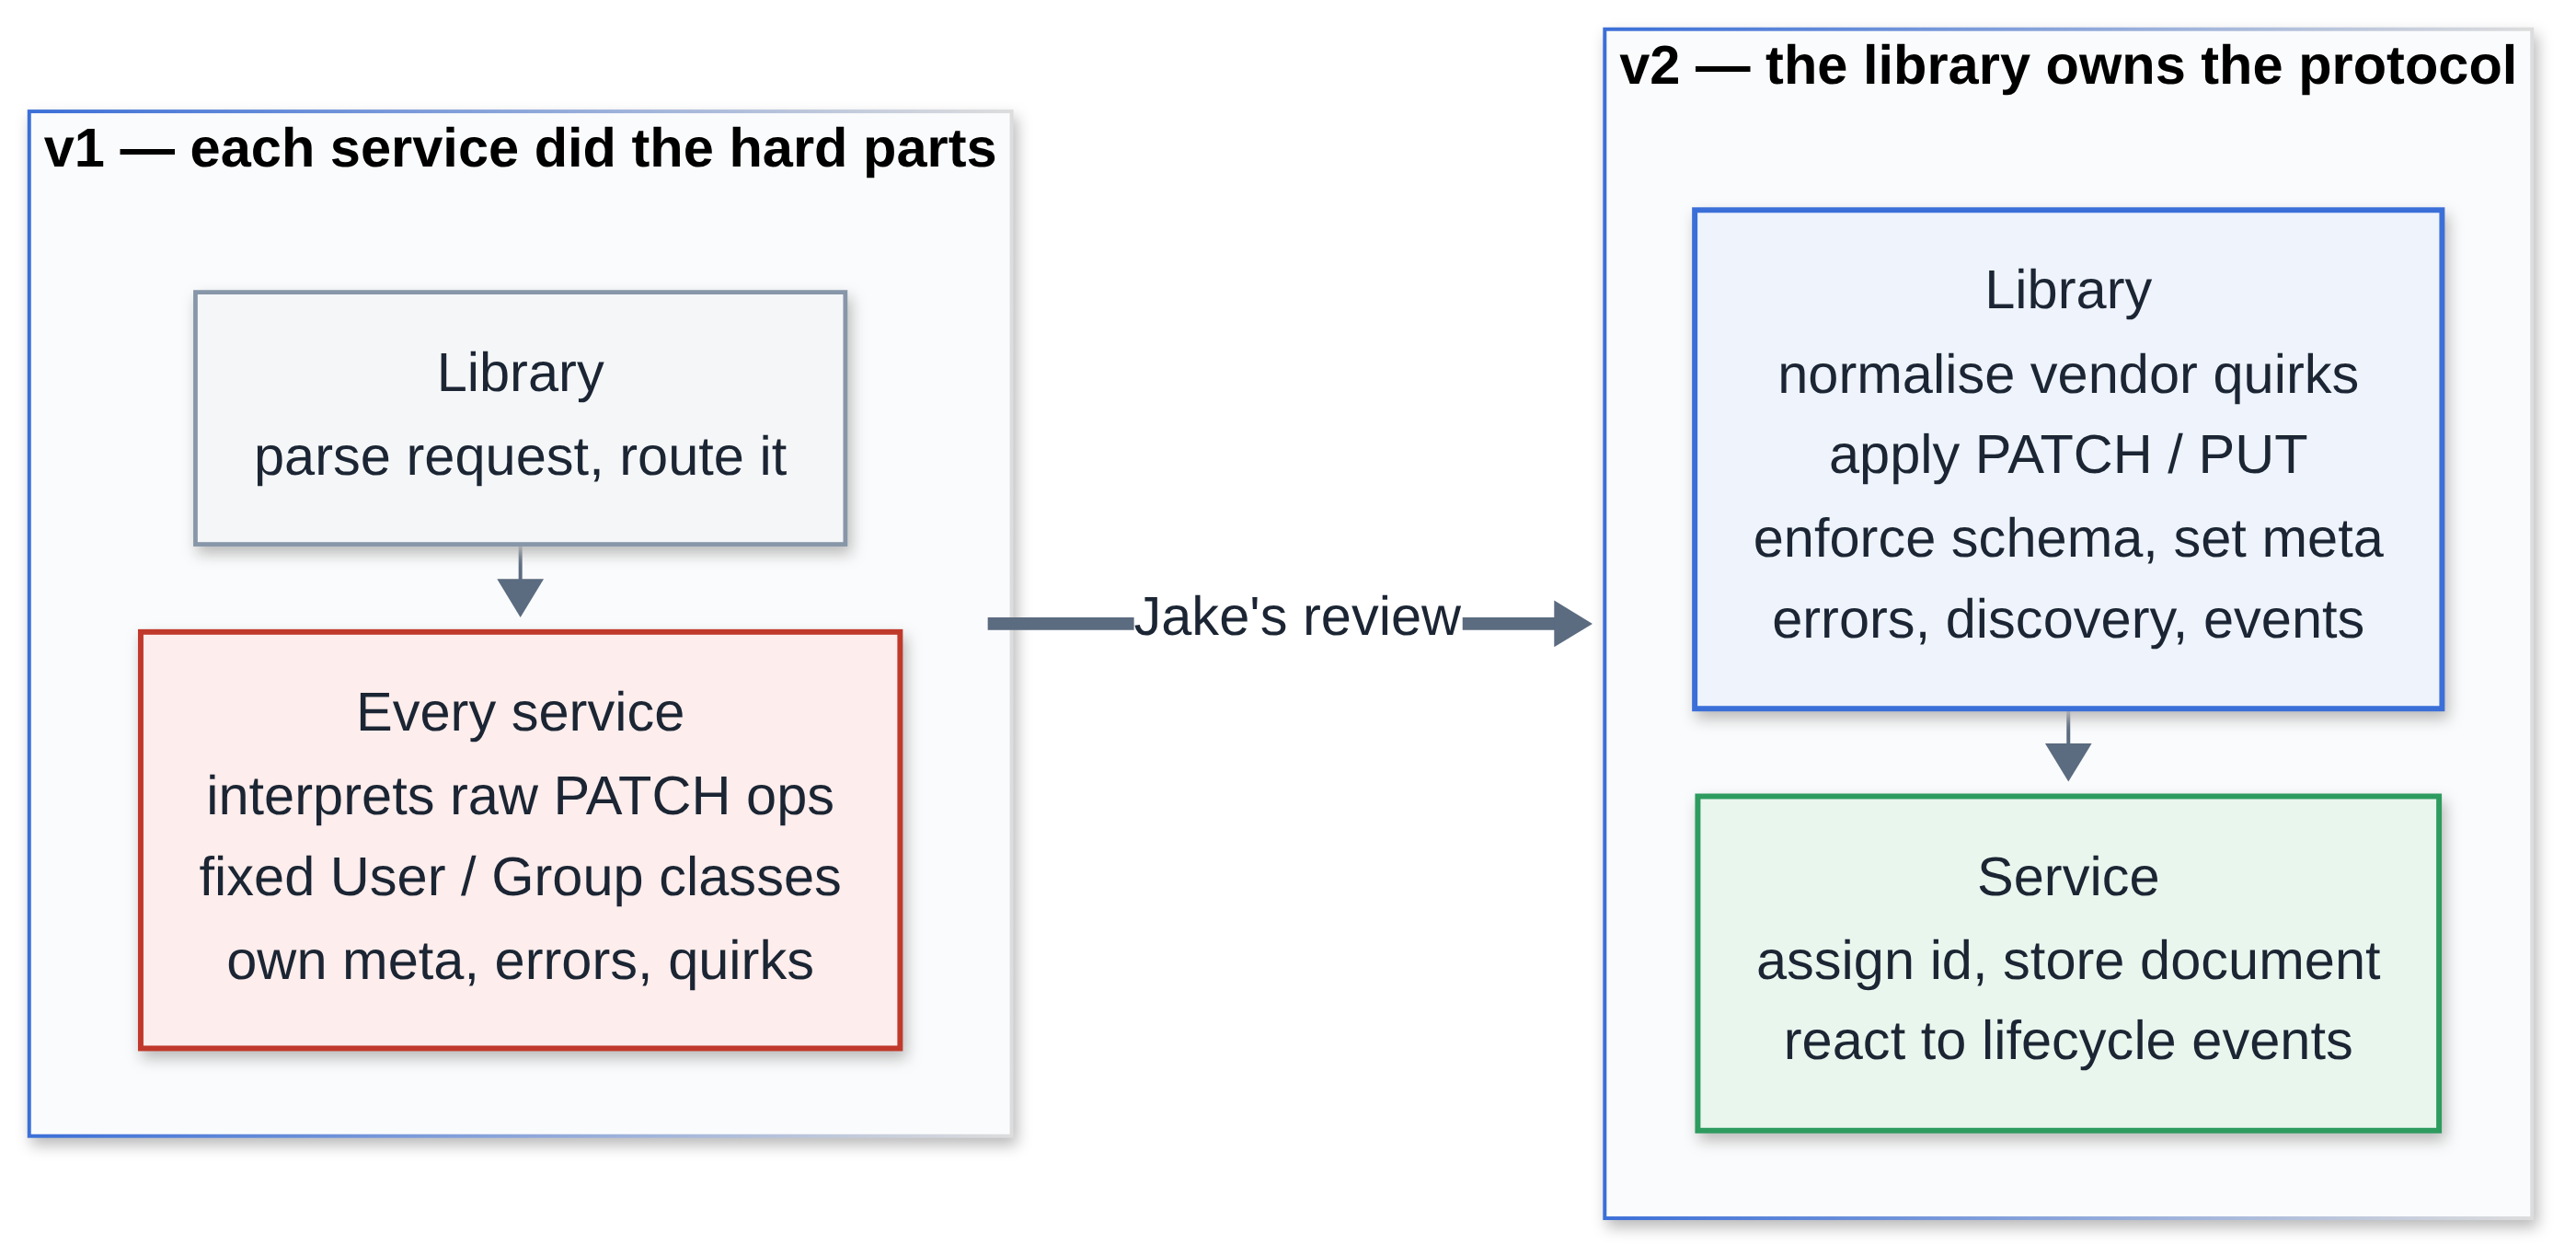 v1 — each service did the hard parts
Library
parse request, route it
Every service
interprets raw PATCH ops
fixed User / Group classes
own meta, errors, quirks
Jake's review
v2 — the library owns the protocol
Library
normalise vendor quirks
apply PATCH / PUT
enforce schema, set meta
errors, discovery, events
Service
assign id, store document
react to lifecycle events